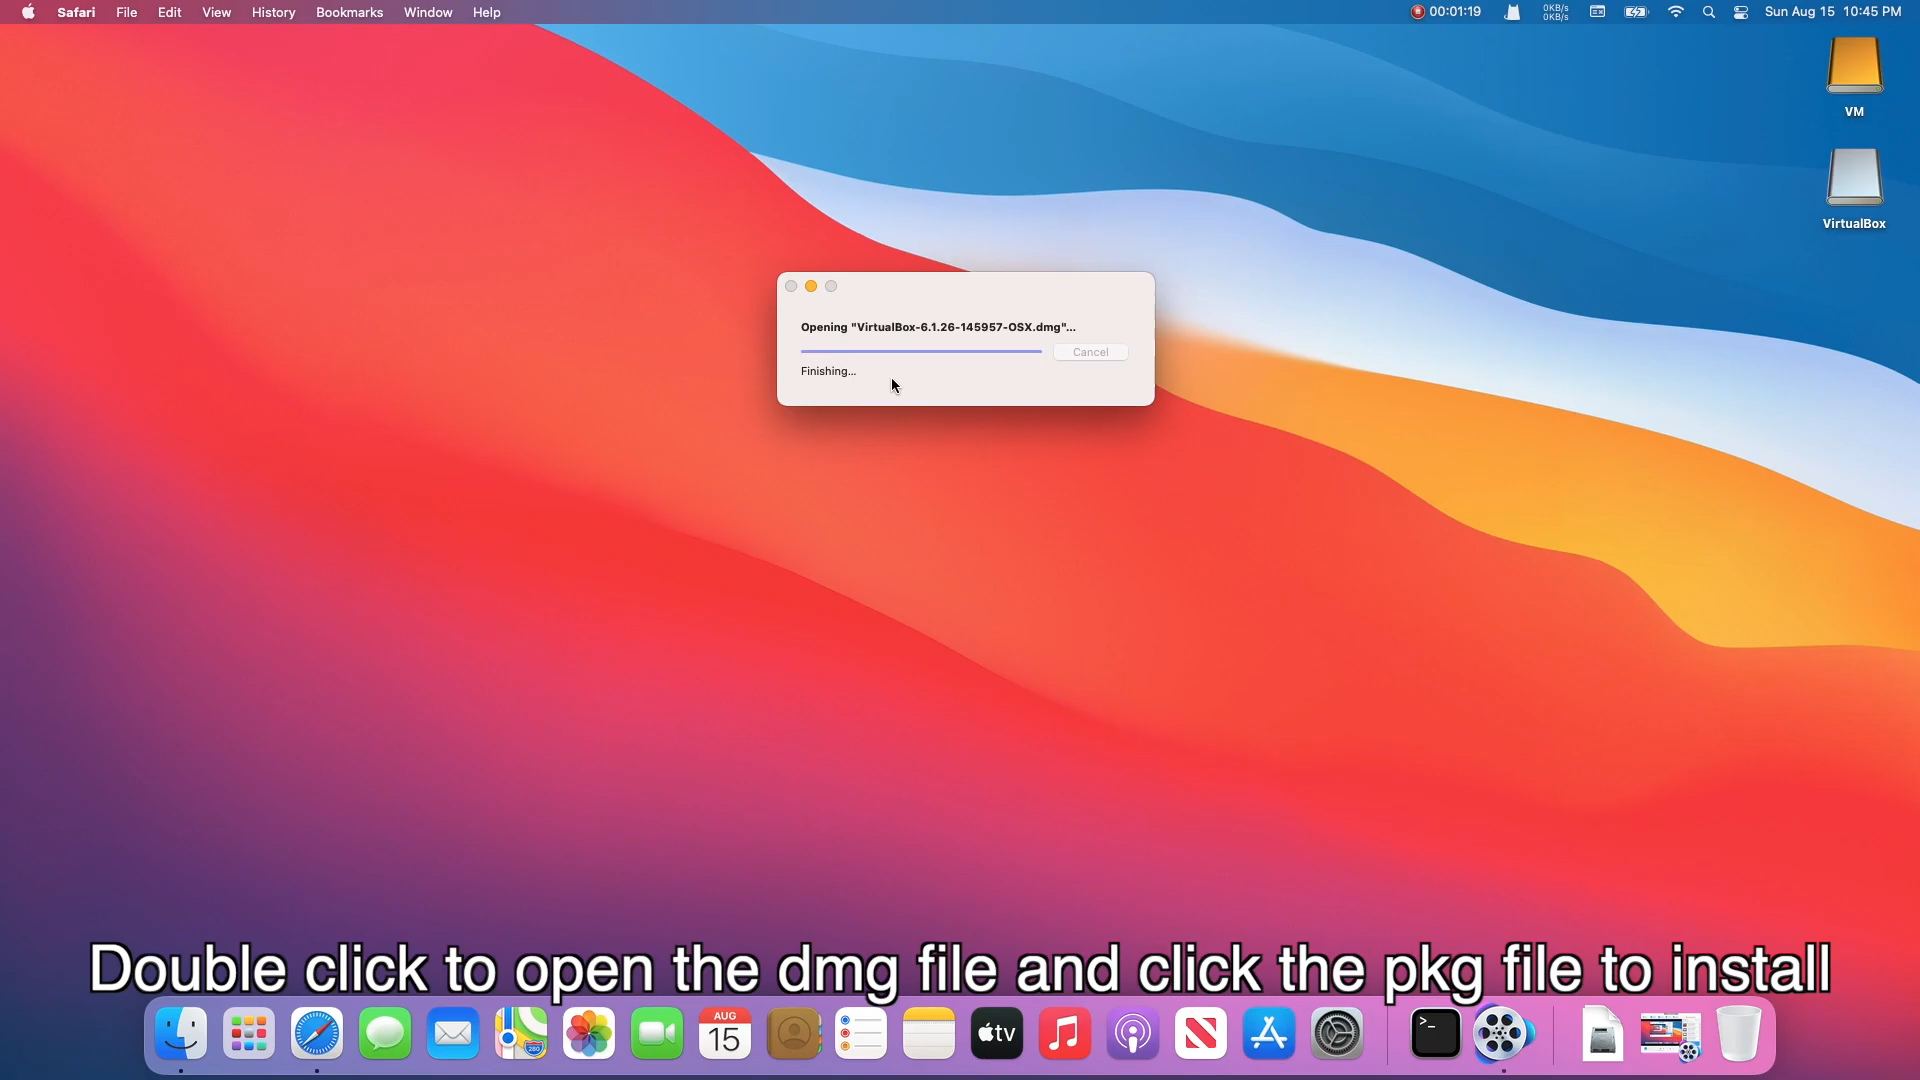 Safari File Edit View History Bookmarks Window Help 00:01:19 0KB/s 0KB/s Sun Aug 15 10:45 PM
VM
VirtualBox
Opening "VirtualBox-6.1.26-145957-OSX.dmg"...
Cancel
Finishing...
Double click to open the dmg file and click the pkg file to install
AUG
15
280
tv
>_